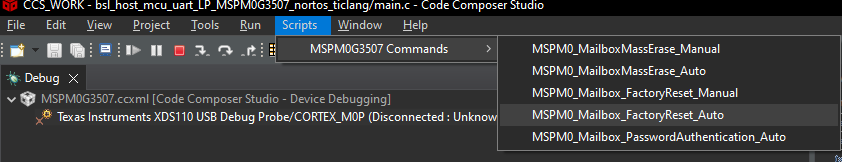 CCS_WORK - bsl_host_mcu_uart_LP_MSPM0G3507_nortos_ticlang/main.c - Code Composer Studio
File Edit View Project Tools Run Scripts Window Help
MSPM0G3507 Commands
MSPM0_MailboxMassErase_Manual
MSPM0_MailboxMassErase_Auto
MSPM0_Mailbox_FactoryReset_Manual
MSPM0_Mailbox_FactoryReset_Auto
MSPM0_Mailbox_PasswordAuthentication_Auto
Debug
MSPM0G3507.ccxml [Code Composer Studio - Device Debugging]
Texas Instruments XDS110 USB Debug Probe/CORTEX_M0P (Disconnected : Unknow